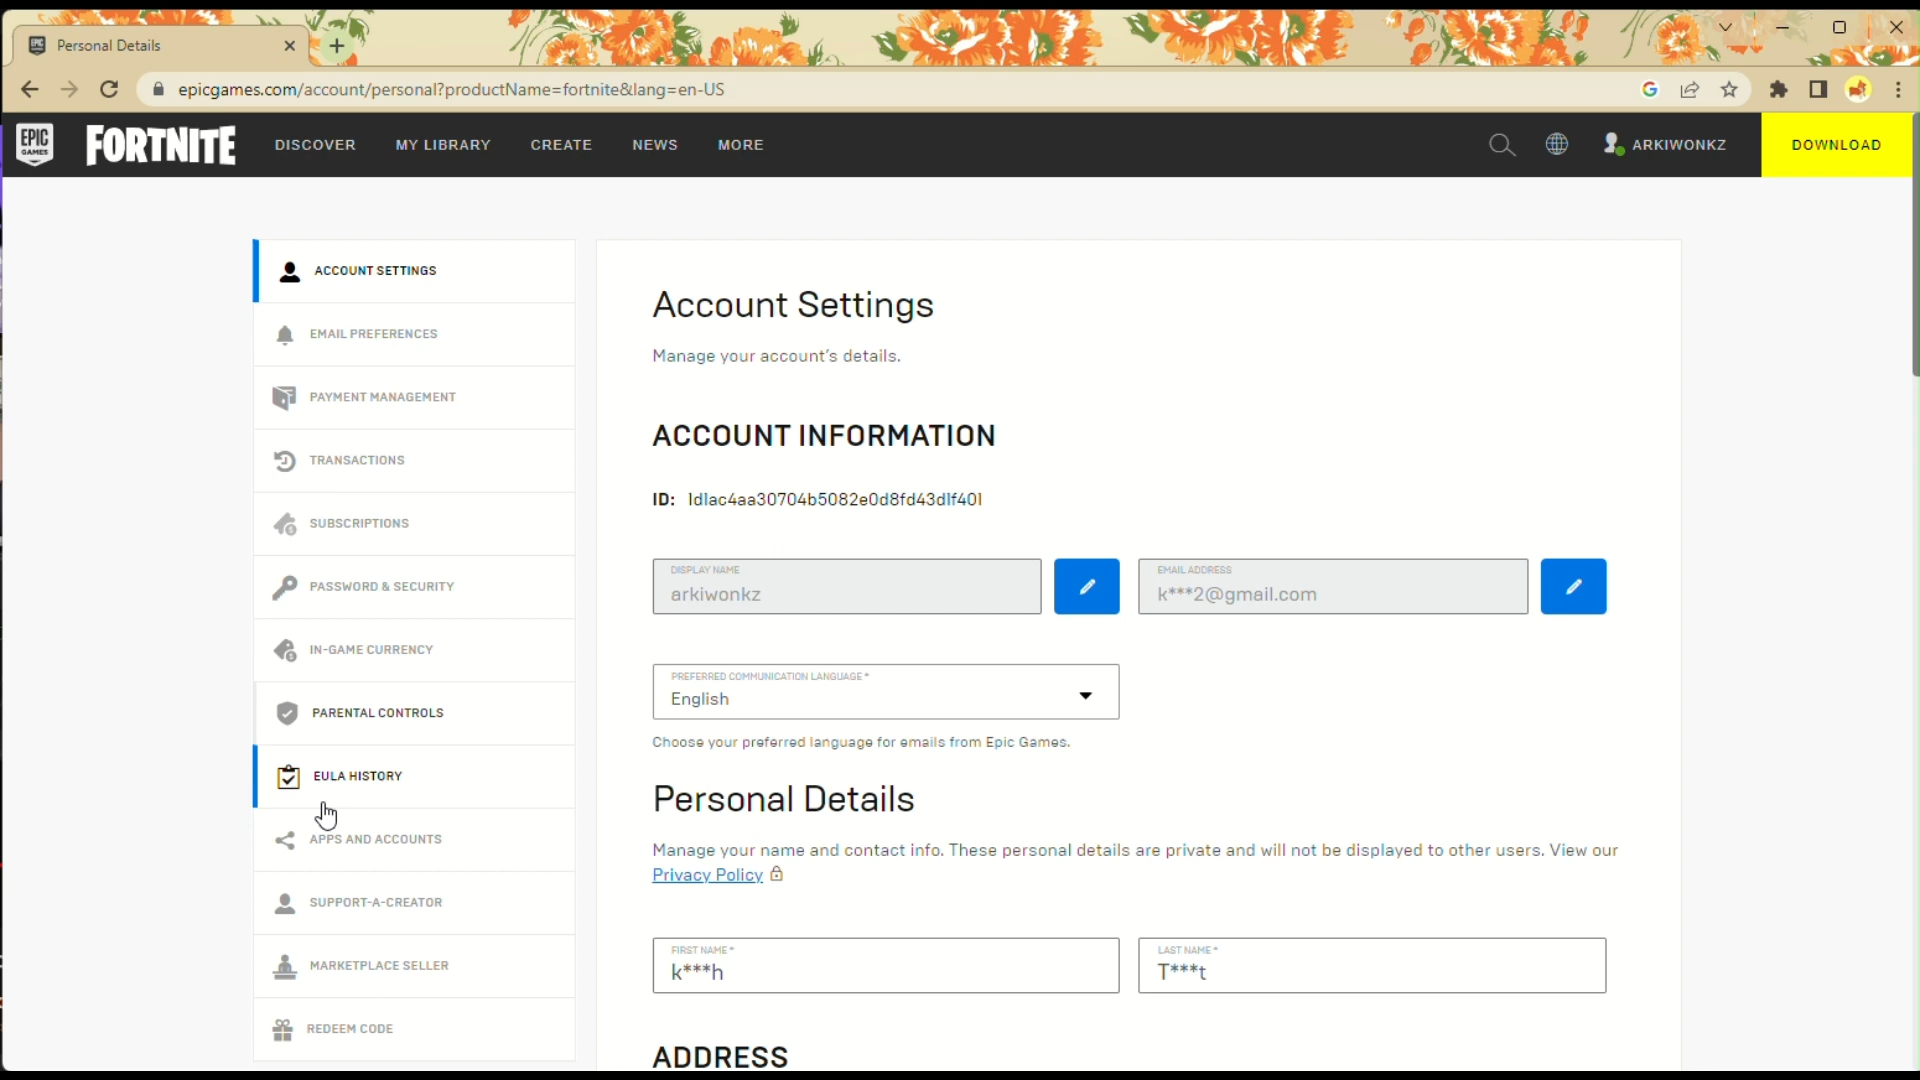 Personal Details
epicgames.com/account/personal?productName=fortnite&lang=en-US
EPIC GAMES
FORTNITE
DISCOVER
MY LIBRARY
CREATE
NEWS
MORE
ARKIWONKZ
DOWNLOAD
ACCOUNT SETTINGS
EMAIL PREFERENCES
PAYMENT MANAGEMENT
TRANSACTIONS
SUBSCRIPTIONS
PASSWORD & SECURITY
IN-GAME CURRENCY
PARENTAL CONTROLS
EULA HISTORY
APPS AND ACCOUNTS
SUPPORT-A-CREATOR
MARKETPLACE SELLER
REDEEM CODE
Account Settings
Manage your account's details.
ACCOUNT INFORMATION
ID: 1d1ac4aa30704b5082e0d8fd43d1f401
DISPLAY NAME
arkiwonkz
EMAIL ADDRESS
k***2@gmail.com
PREFERRED COMMUNICATION LANGUAGE *
English
Choose your preferred language for emails from Epic Games.
Personal Details
Manage your name and contact info. These personal details are private and will not be displayed to other users. View our
Privacy Policy
FIRST NAME *
k***h
LAST NAME *
T***t
ADDRESS